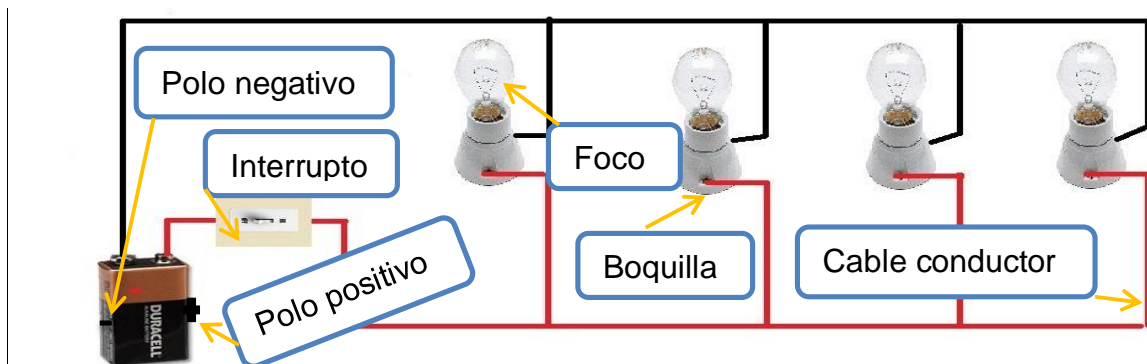 Polo negativo
Interrupto
Foco
Polo positivo
Boquilla
Cable conductor
DURACELL